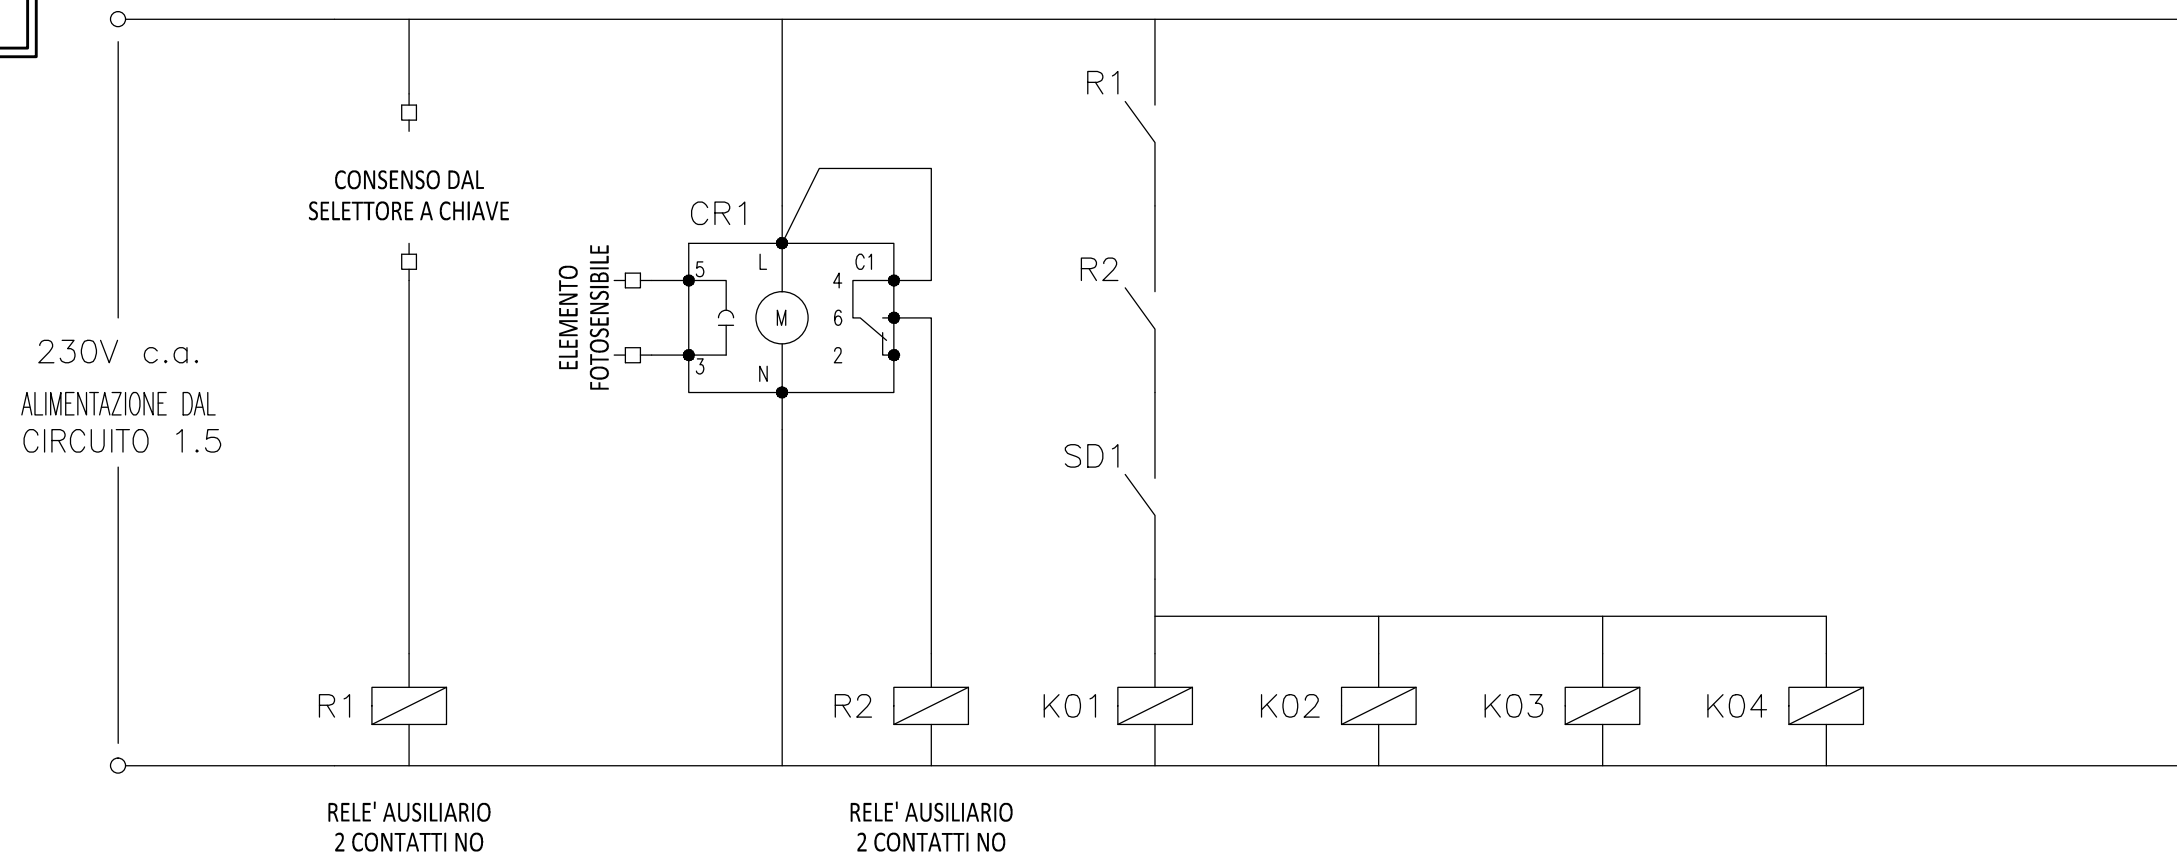 R1
CONSENSO DAL
SELETTORE A CHIAVE
CR1
ELEMENTO
FOTOSENSIBILE
5
L
C1
4
M
6
2
3
N
R2
230V c.a.
ALIMENTAZIONE DAL
CIRCUITO 1.5
SD1
R1
R2
K01
K02
K03
K04
RELE' AUSILIARIO
2 CONTATTI NO
RELE' AUSILIARIO
2 CONTATTI NO